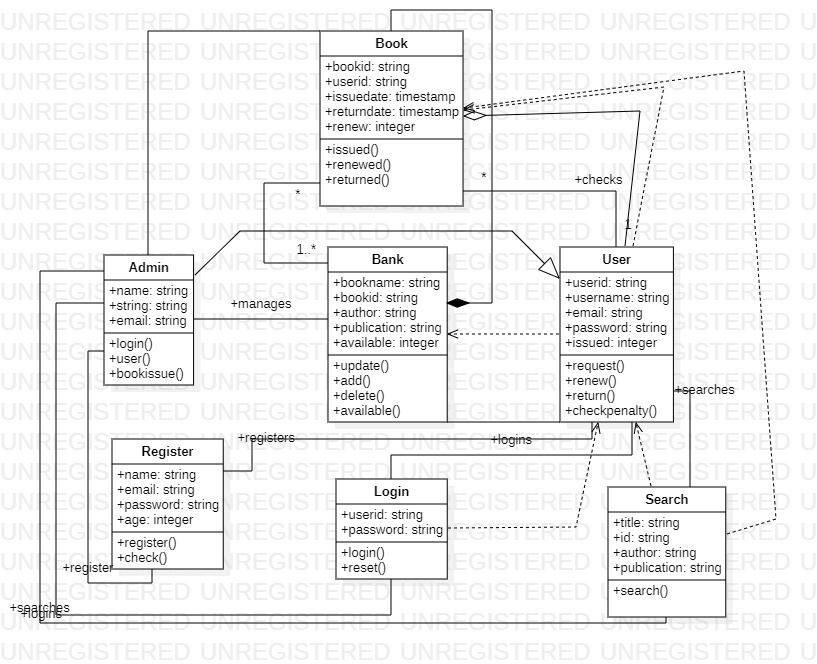 Book
+bookid: string
+userid: string
+issuedate: timestamp
+returndate: timestamp
+renew: integer
+issued()
+renewed()
+returned()
*
+checks
*
1
1..*
Admin
+name: string
+string: string
+email: string
+login()
+user()
+bookissue()
+manages
Bank
+bookname: string
+bookid: string
+author: string
+publication: string
+available: integer
+update()
+add()
+delete()
+available()
User
+userid: string
+username: string
+email: string
+password: string
+issued: integer
+request()
+renew()
+return()
+checkpenalty()
+searches
+registers
+logins
Register
+name: string
+email: string
+password: string
+age: integer
+register()
+check()
+register
Login
+userid: string
+password: string
+login()
+reset()
Search
+title: string
+id: string
+author: string
+publication: string
+search()
+searches
+logins
UNREGISTERED